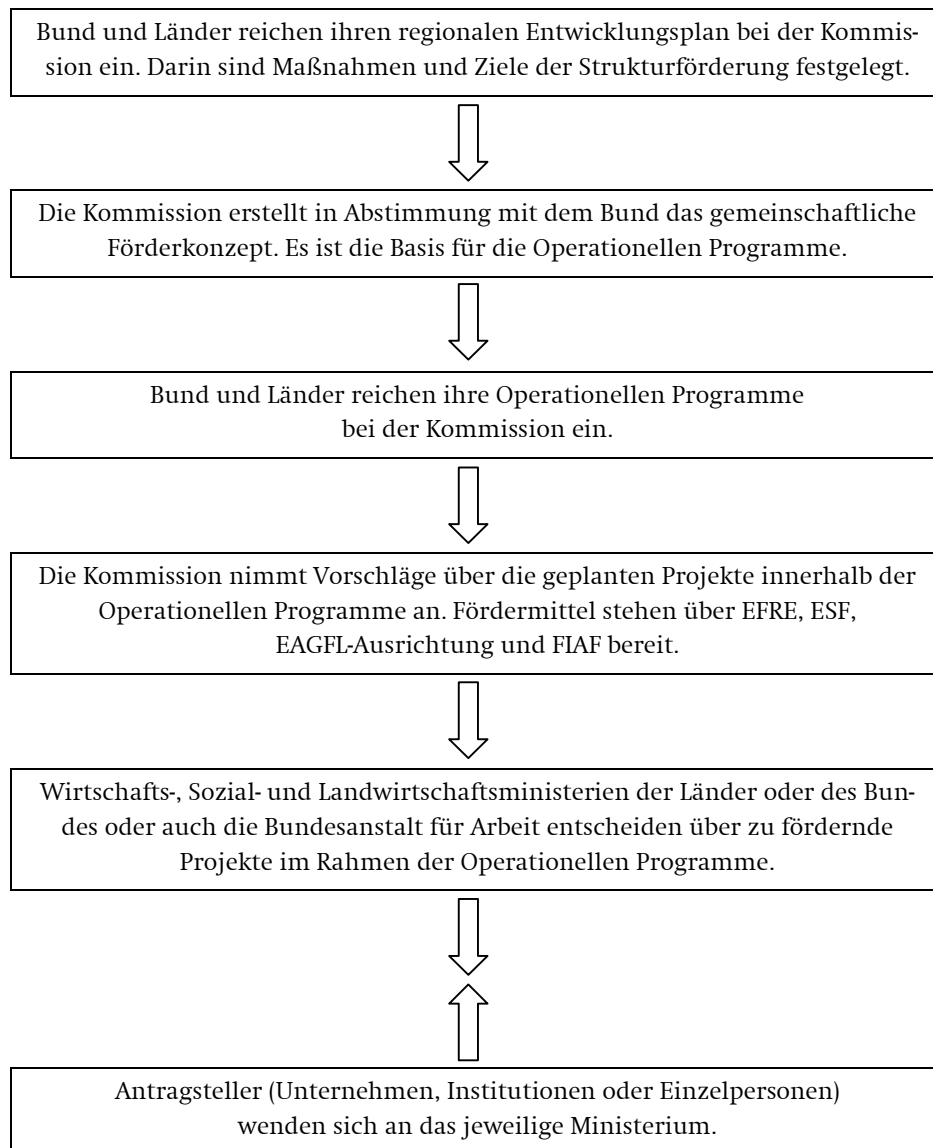 Bund und Länder reichen ihren regionalen Entwicklungsplan bei der Kommis-
sion ein. Darin sind Maßnahmen und Ziele der Strukturförderung festgelegt.
Die Kommission erstellt in Abstimmung mit dem Bund das gemeinschaftliche
Förderkonzept. Es ist die Basis für die Operationellen Programme.
Bund und Länder reichen ihre Operationellen Programme
bei der Kommission ein.
Die Kommission nimmt Vorschläge über die geplanten Projekte innerhalb der
Operationellen Programme an. Fördermittel stehen über EFRE, ESF,
EAGFL-Ausrichtung und FIAF bereit.
Wirtschafts-, Sozial- und Landwirtschaftsministerien der Länder oder des Bun-
des oder auch die Bundesanstalt für Arbeit entscheiden über zu fördernde
Projekte im Rahmen der Operationellen Programme.
Antragsteller (Unternehmen, Institutionen oder Einzelpersonen)
wenden sich an das jeweilige Ministerium.